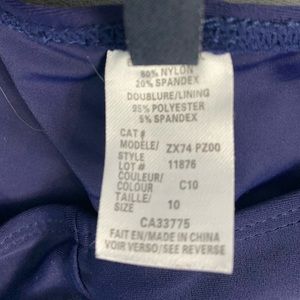 80% NYLON
20% SPANDEX
DOUBLURE/LINING
95% POLYESTER
5% SPANDEX
CAT #
MODÈLE/ ZX74 PZ00
STYLE
LOT # 11876
COULEUR/
COLOUR C10
TAILLE/
SIZE 10
CA33775
FAIT EN/MADE IN CHINA
VOIR VERSO/SEE REVERSE